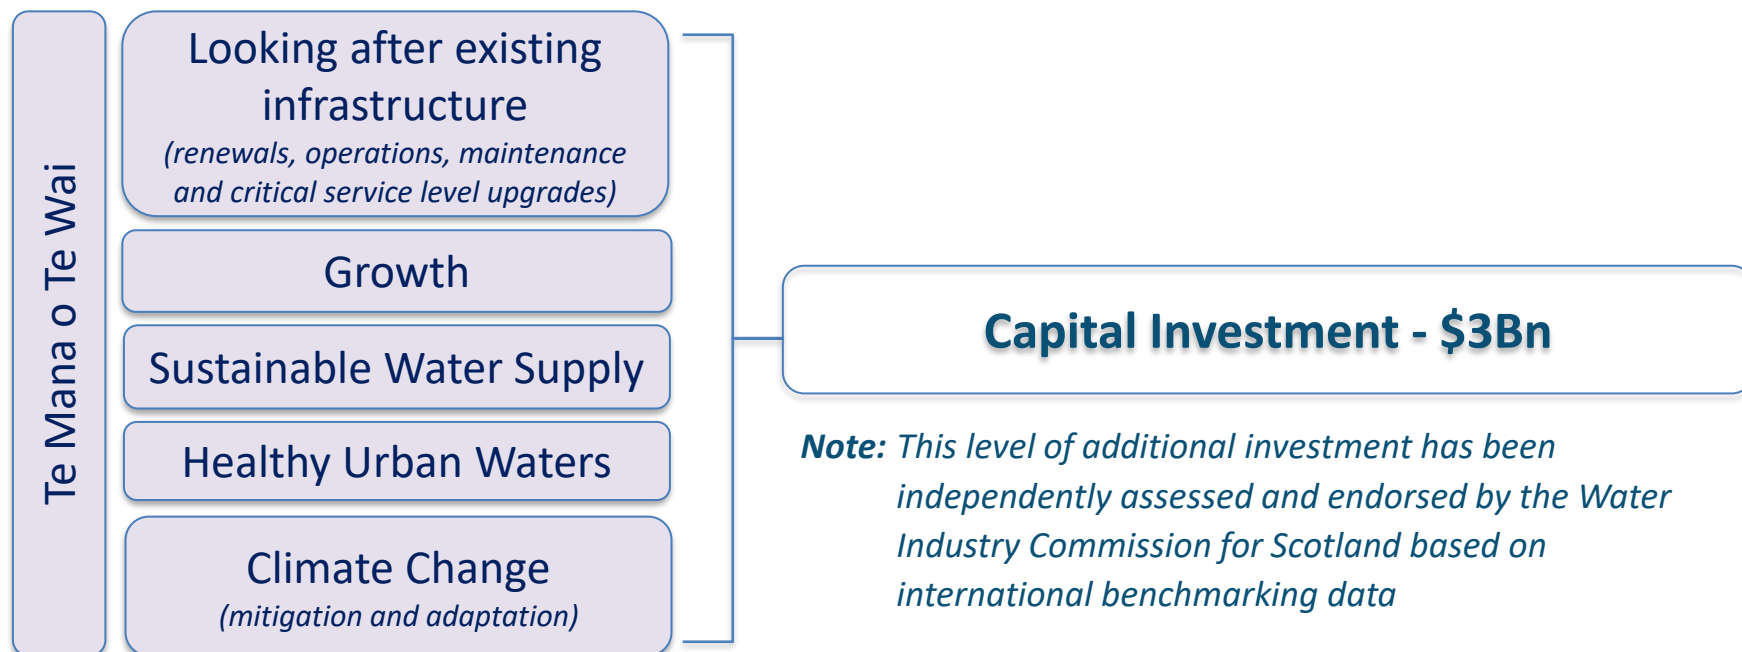 Te Mana o Te Wai
Looking after existing
infrastructure
(renewals, operations, maintenance
and critical service level upgrades)
Growth
Sustainable Water Supply
Healthy Urban Waters
Climate Change
(mitigation and adaptation)
Capital Investment - $3Bn
Note: This level of additional investment has been
independently assessed and endorsed by the Water
Industry Commission for Scotland based on
international benchmarking data